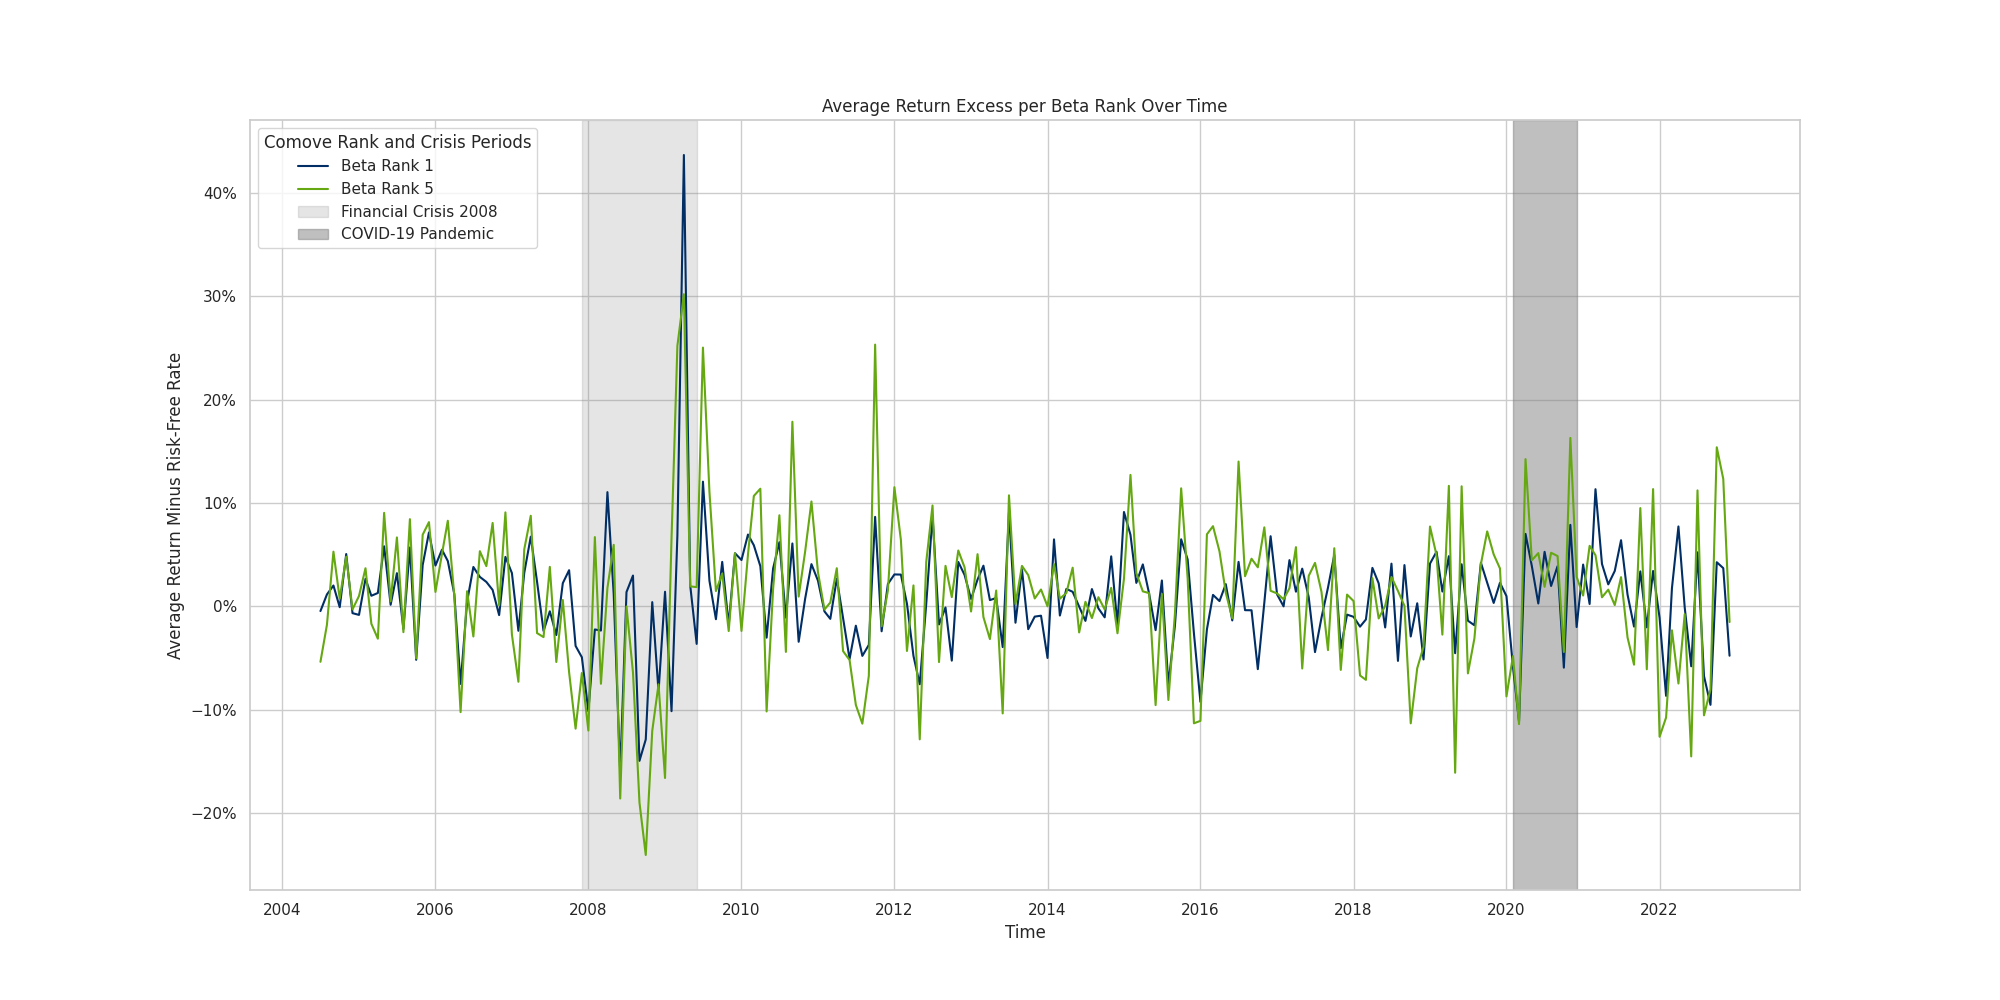 Average Return Excess per Beta Rank Over Time
Comove Rank and Crisis Periods
Beta Rank 1
Beta Rank 5
Financial Crisis 2008
COVID-19 Pandemic
Average Return Minus Risk-Free Rate
40%
30%
20%
10%
0%
−10%
−20%
2004 2006 2008 2010 2012 2014 2016 2018 2020 2022
Time